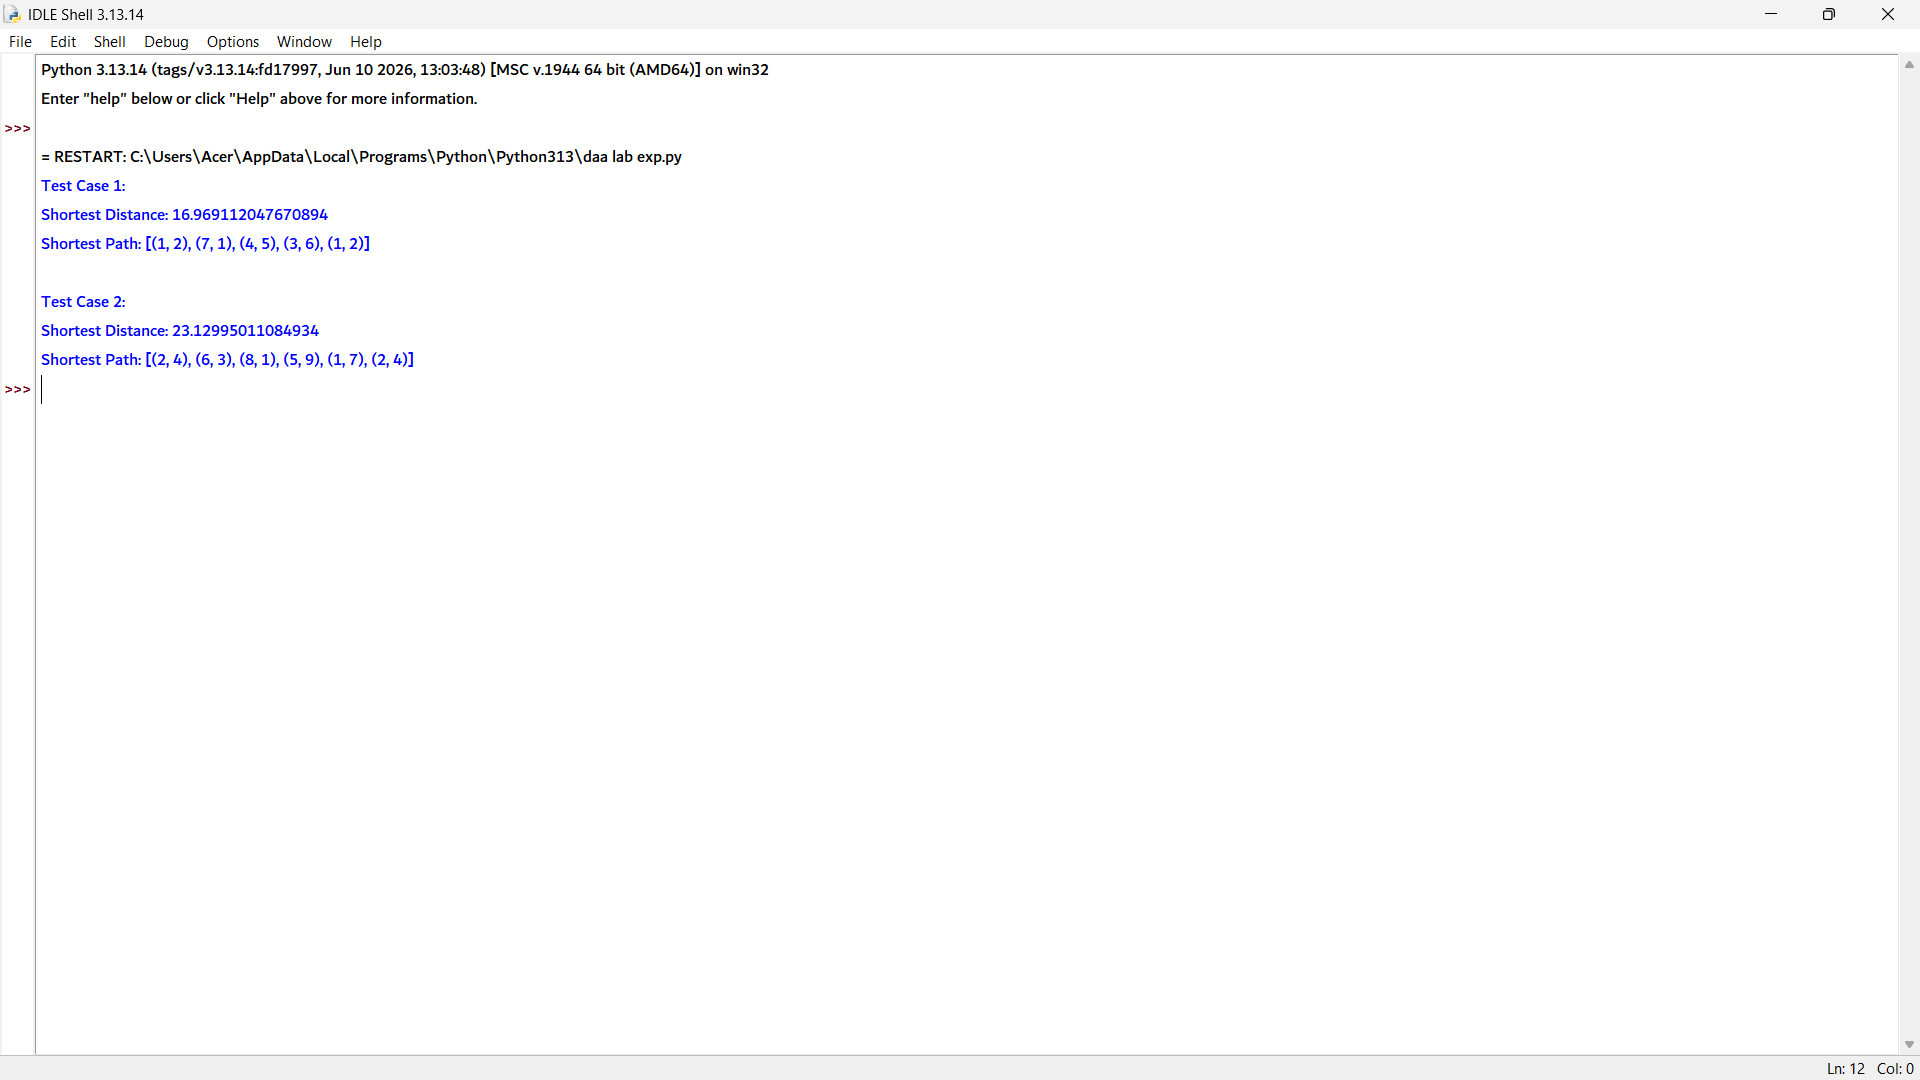 IDLE Shell 3.13.14
File Edit Shell Debug Options Window Help
Python 3.13.14 (tags/v3.13.14:fd17997, Jun 10 2026, 13:03:48) [MSC v.1944 64 bit (AMD64)] on win32
Enter "help" below or click "Help" above for more information.
>>>
= RESTART: C:\Users\Acer\AppData\Local\Programs\Python\Python313\daa lab exp.py
Test Case 1:
Shortest Distance: 16.969112047670894
Shortest Path: [(1, 2), (7, 1), (4, 5), (3, 6), (1, 2)]
Test Case 2:
Shortest Distance: 23.12995011084934
Shortest Path: [(2, 4), (6, 3), (8, 1), (5, 9), (1, 7), (2, 4)]
>>>
Ln: 12 Col: 0